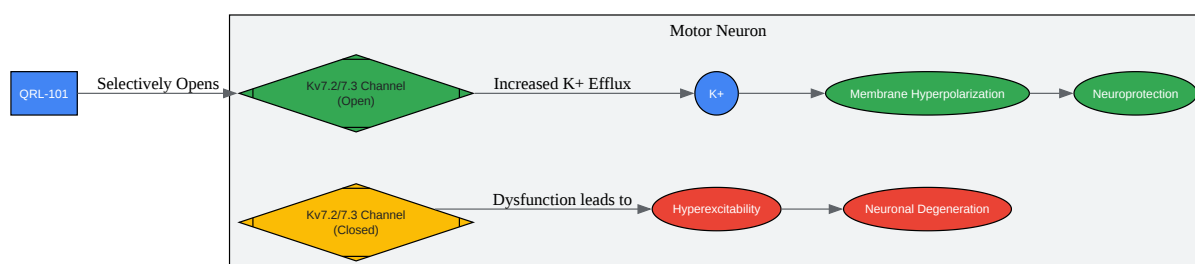 Motor Neuron
QRL-101
Selectively Opens
Kv7.2/7.3 Channel
(Open)
Increased K+ Efflux
K+
Membrane Hyperpolarization
Neuroprotection
Kv7.2/7.3 Channel
(Closed)
Dysfunction leads to
Hyperexcitability
Neuronal Degeneration